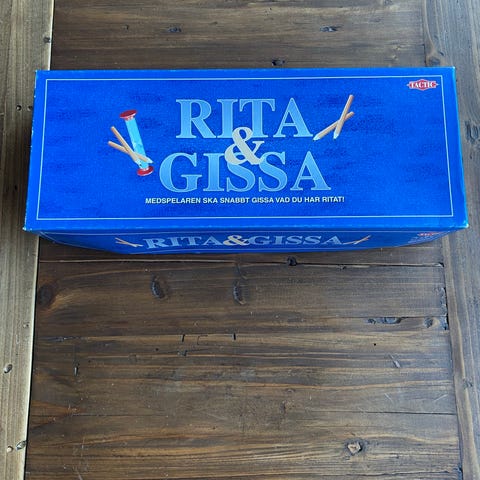 TACTIC
RITA
&
GISSA
MEDSPELAREN SKA SNABBT GISSA VAD DU HAR RITAT!
RITA&GISSA